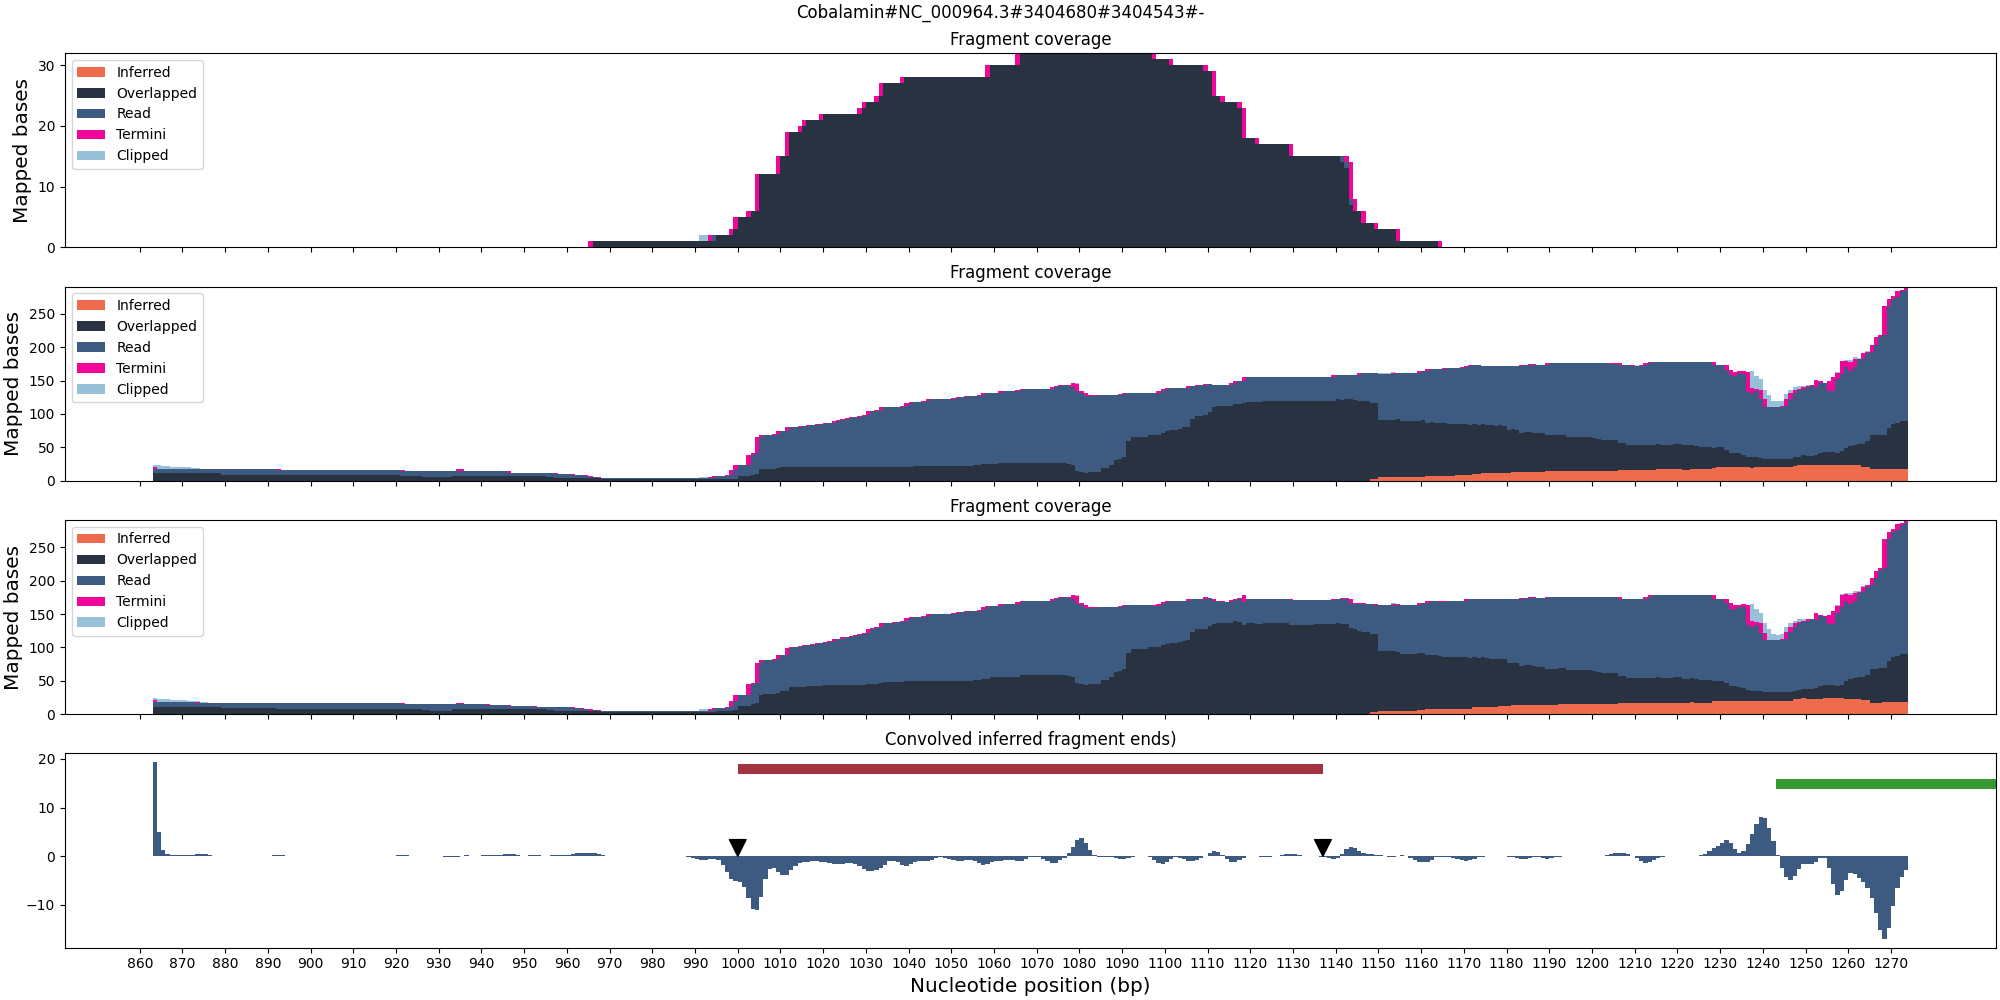 Cobalamin#NC_000964.3#3404680#3404543#-
Fragment coverage
Mapped bases
30
20
10
0
Inferred
Overlapped
Read
Termini
Clipped
Fragment coverage
Mapped bases
250
200
150
100
50
0
Inferred
Overlapped
Read
Termini
Clipped
Fragment coverage
Mapped bases
250
200
150
100
50
0
Inferred
Overlapped
Read
Termini
Clipped
Convolved inferred fragment ends)
20
10
0
−10
860 870 880 890 900 910 920 930 940 950 960 970 980 990 1000 1010 1020 1030 1040 1050 1060 1070 1080 1090 1100 1110 1120 1130 1140 1150 1160 1170 1180 1190 1200 1210 1220 1230 1240 1250 1260 1270
Nucleotide position (bp)